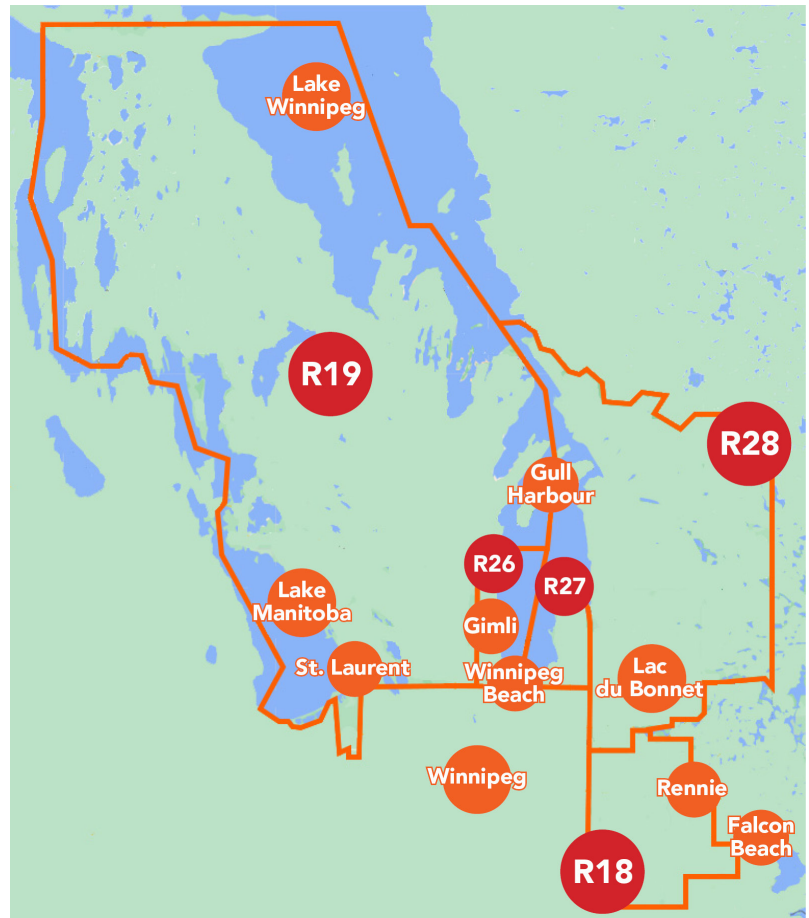 Lake
Winnipeg
R19
R28
Gull
Harbour
R26
R27
Lake
Manitoba
Gimli
St. Laurent
Winnipeg
Beach
Lac
du Bonnet
Winnipeg
Rennie
Falcon
Beach
R18